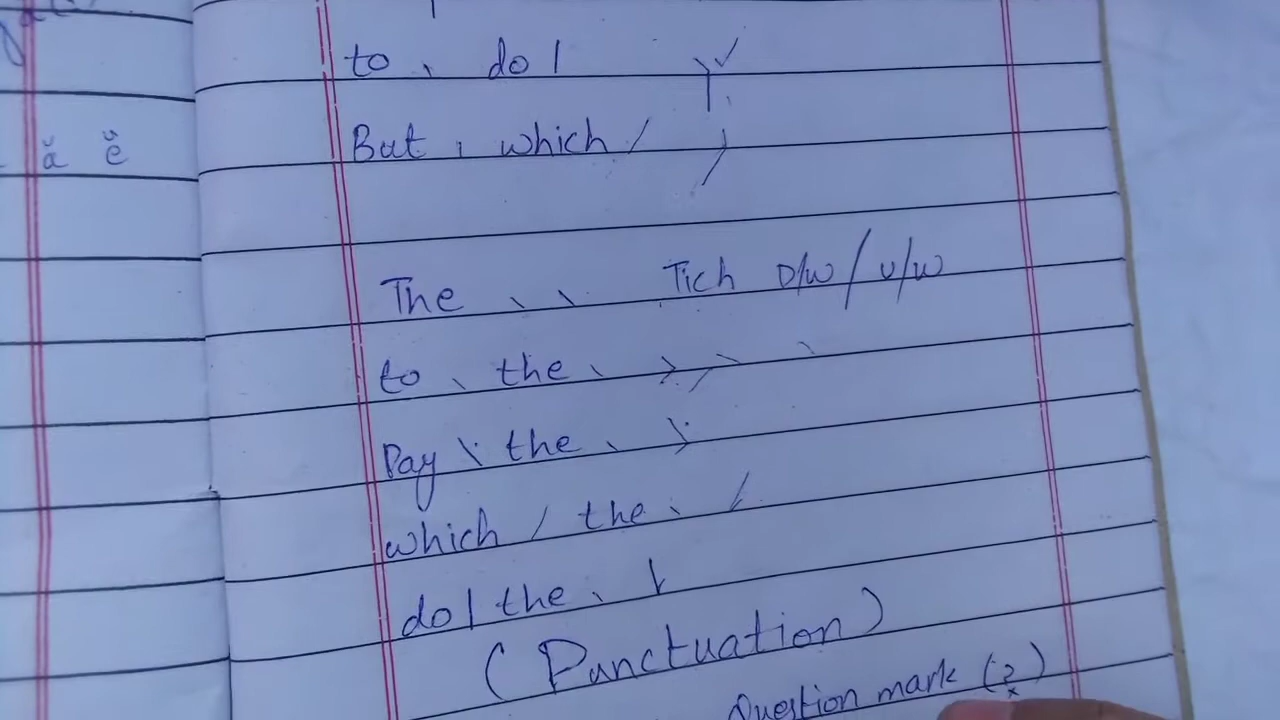 ă ĕ
to, do |
But, which /
The \ \ Tich D/W / U/W
to \ the \
Pay \ the \
which / the \ /
do | the \
(Punctuation)
Question mark (?)